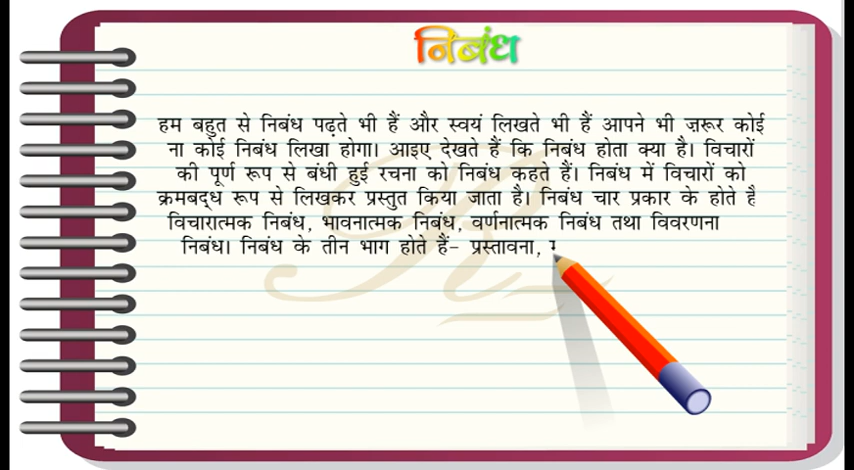 निबंध
हम बहुत से निबंध पढ़ते भी हैं और स्वयं लिखते भी हैं आपने भी ज़रूर कोई
ना कोई निबंध लिखा होगा। आइए देखते हैं कि निबंध होता क्या है। विचारों
की पूर्ण रूप से बंधी हुई रचना को निबंध कहते हैं। निबंध में विचारों को
क्रमबद्ध रूप से लिखकर प्रस्तुत किया जाता है। निबंध चार प्रकार के होते है
विचारात्मक निबंध, भावनात्मक निबंध, वर्णनात्मक निबंध तथा विवरणना
निबंध। निबंध के तीन भाग होते हैं- प्रस्तावना,